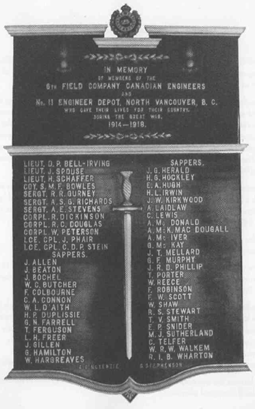 IN MEMORY
OF MEMBERS OF THE
6TH FIELD COMPANY CANADIAN ENGINEERS
AND
No. 11 ENGINEER DEPOT, NORTH VANCOUVER, B. C.
WHO GAVE THEIR LIVES FOR THEIR COUNTRY,
DURING THE GREAT WAR.
1914-1918.
LIEUT. D. P. BELL-IRVING
LIEUT. J. SPOUSE
LIEUT. H. SCHAFFER
S. M. F. BOWLES
SERGT. R. R. GURNEY
SERGT. A. S. G. RICHARDS
SERGT. A. E. STEVENS
CORPL. R. DICKINSON
CORPL. R. C. DOUGLAS
CORPL. W. PETERSON
LCE. CPL. J. PHAIR
LCE. CPL. C. D. P. STEIN
SAPPERS.
J. ALLEN
J. BEATON
J. BOCHEL
W. C. BUTCHER
F. COLBOURNE
C. A. CONNON
W. L. D. AITH
H. P. DUPLISSIE
G. N. FARRELL
T. FERGUSON
L. H. FREER
J. GILLEN
G. HAMILTON
W. HARGREAVES
SAPPERS.
J. G. HERALD
H. G. HOCKLEY
E. A. HUGH
H. L. IRWIN
J. W. KIRKWOOD
A. LAIDLAW
C. LEWIS
A. Mc. DONALD
A. McK. MAC DOUGALL
A. Mc. IVER
G. Mc. KAY
J. T. MELLARD
G. F. MURPHY
J. R. D. PHILLIP
T. PORTER
W. REECE
F. ROBINSON
F. W. SCOTT
W. SHAW
R. S. STEWART
T. V. SMITH
E. P. SNIDER
M. J. SUTHERLAND
C. TELFER
W. R. W. WALKEM
R. I. B. WHARTON